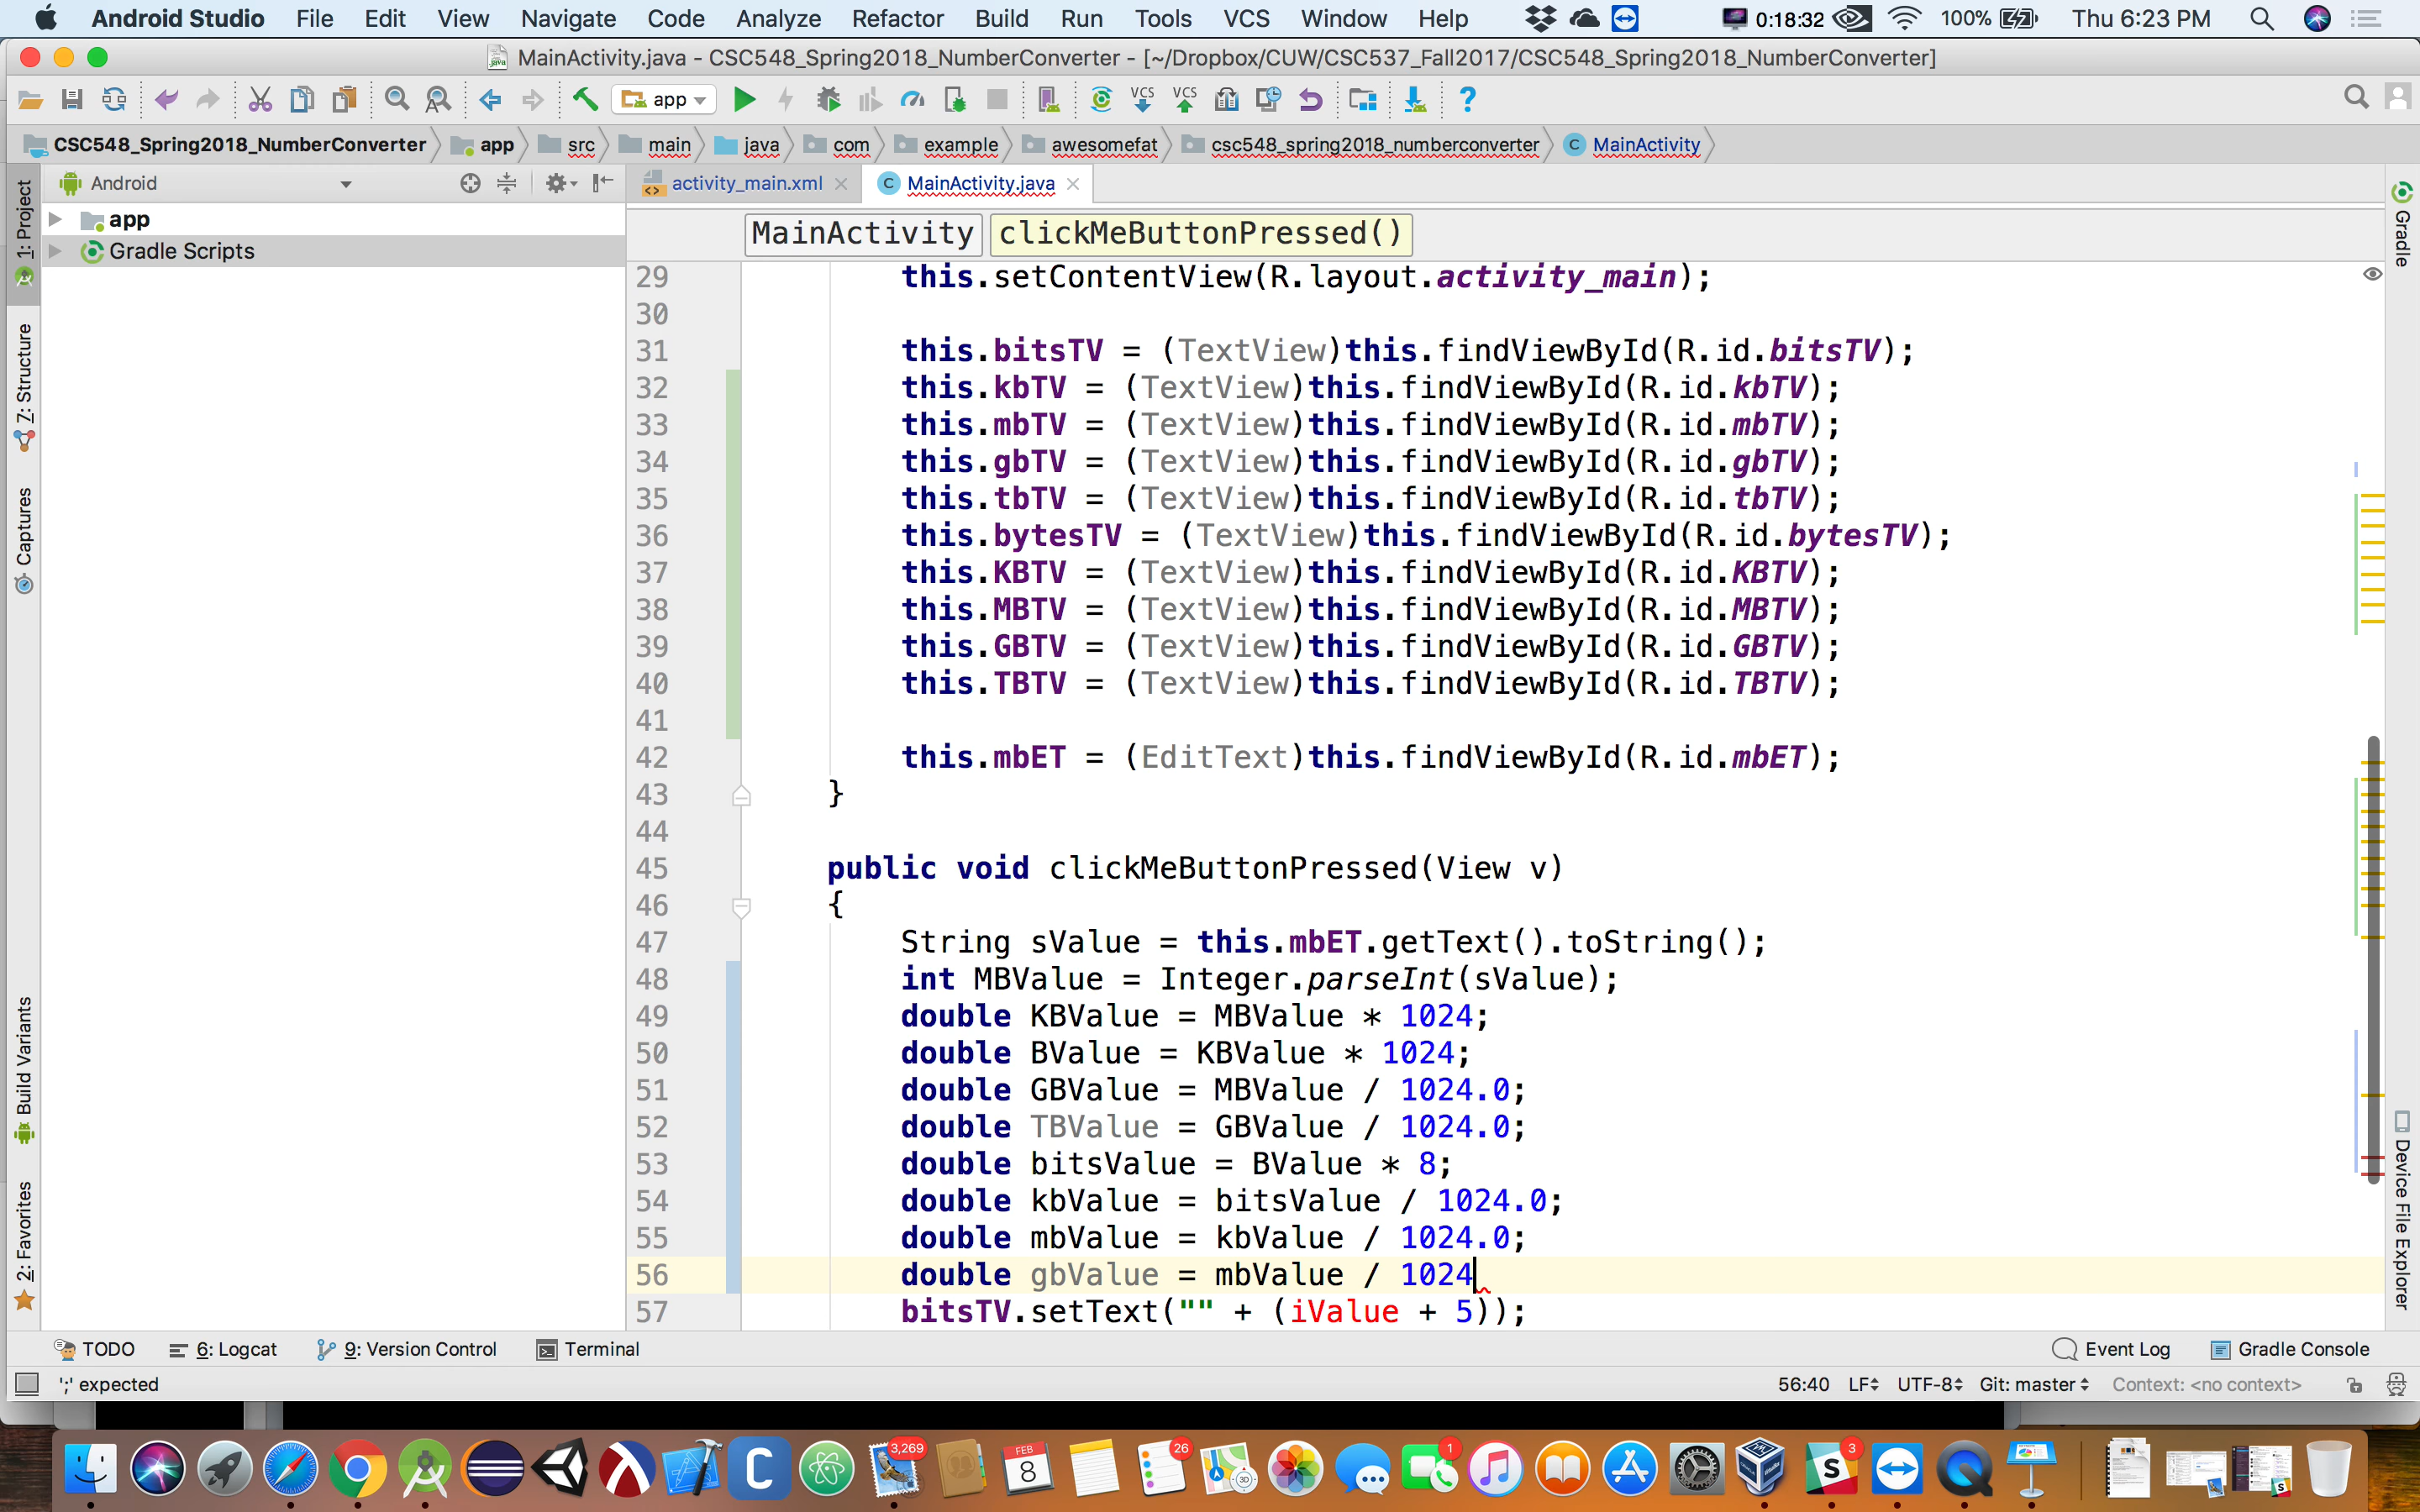 Android Studio File Edit View Navigate Code Analyze Refactor Build Run Tools VCS Window Help 0:18:32 100% Thu 6:23 PM
MainActivity.java - CSC548_Spring2018_NumberConverter - [~/Dropbox/CUW/CSC537_Fall2017/CSC548_Spring2018_NumberConverter]
app VCS VCS ?
CSC548_Spring2018_NumberConverter app src main java com example awesomefat csc548_spring2018_numberconverter C MainActivity
Android activity_main.xml C MainActivity.java
1: Project
7: Structure
Captures
Build Variants
2: Favorites
app
Gradle Scripts
MainActivity clickMeButtonPressed()
29 this.setContentView(R.layout.activity_main);
30
31 this.bitsTV = (TextView)this.findViewById(R.id.bitsTV);
32 this.kbTV = (TextView)this.findViewById(R.id.kbTV);
33 this.mbTV = (TextView)this.findViewById(R.id.mbTV);
34 this.gbTV = (TextView)this.findViewById(R.id.gbTV);
35 this.tbTV = (TextView)this.findViewById(R.id.tbTV);
36 this.bytesTV = (TextView)this.findViewById(R.id.bytesTV);
37 this.KBTV = (TextView)this.findViewById(R.id.KBTV);
38 this.MBTV = (TextView)this.findViewById(R.id.MBTV);
39 this.GBTV = (TextView)this.findViewById(R.id.GBTV);
40 this.TBTV = (TextView)this.findViewById(R.id.TBTV);
41
42 this.mbET = (EditText)this.findViewById(R.id.mbET);
43 }
44
45 public void clickMeButtonPressed(View v)
46 {
47 String sValue = this.mbET.getText().toString();
48 int MBValue = Integer.parseInt(sValue);
49 double KBValue = MBValue * 1024;
50 double BValue = KBValue * 1024;
51 double GBValue = MBValue / 1024.0;
52 double TBValue = GBValue / 1024.0;
53 double bitsValue = BValue * 8;
54 double kbValue = bitsValue / 1024.0;
55 double mbValue = kbValue / 1024.0;
56 double gbValue = mbValue / 1024
57 bitsTV.setText("" + (iValue + 5));
Gradle
Device File Explorer
TODO 6: Logcat 9: Version Control Terminal Event Log Gradle Console
';' expected 56:40 LF UTF-8 Git: master Context: <no context>
3,269 FEB 8 26 3D 1 3
C S